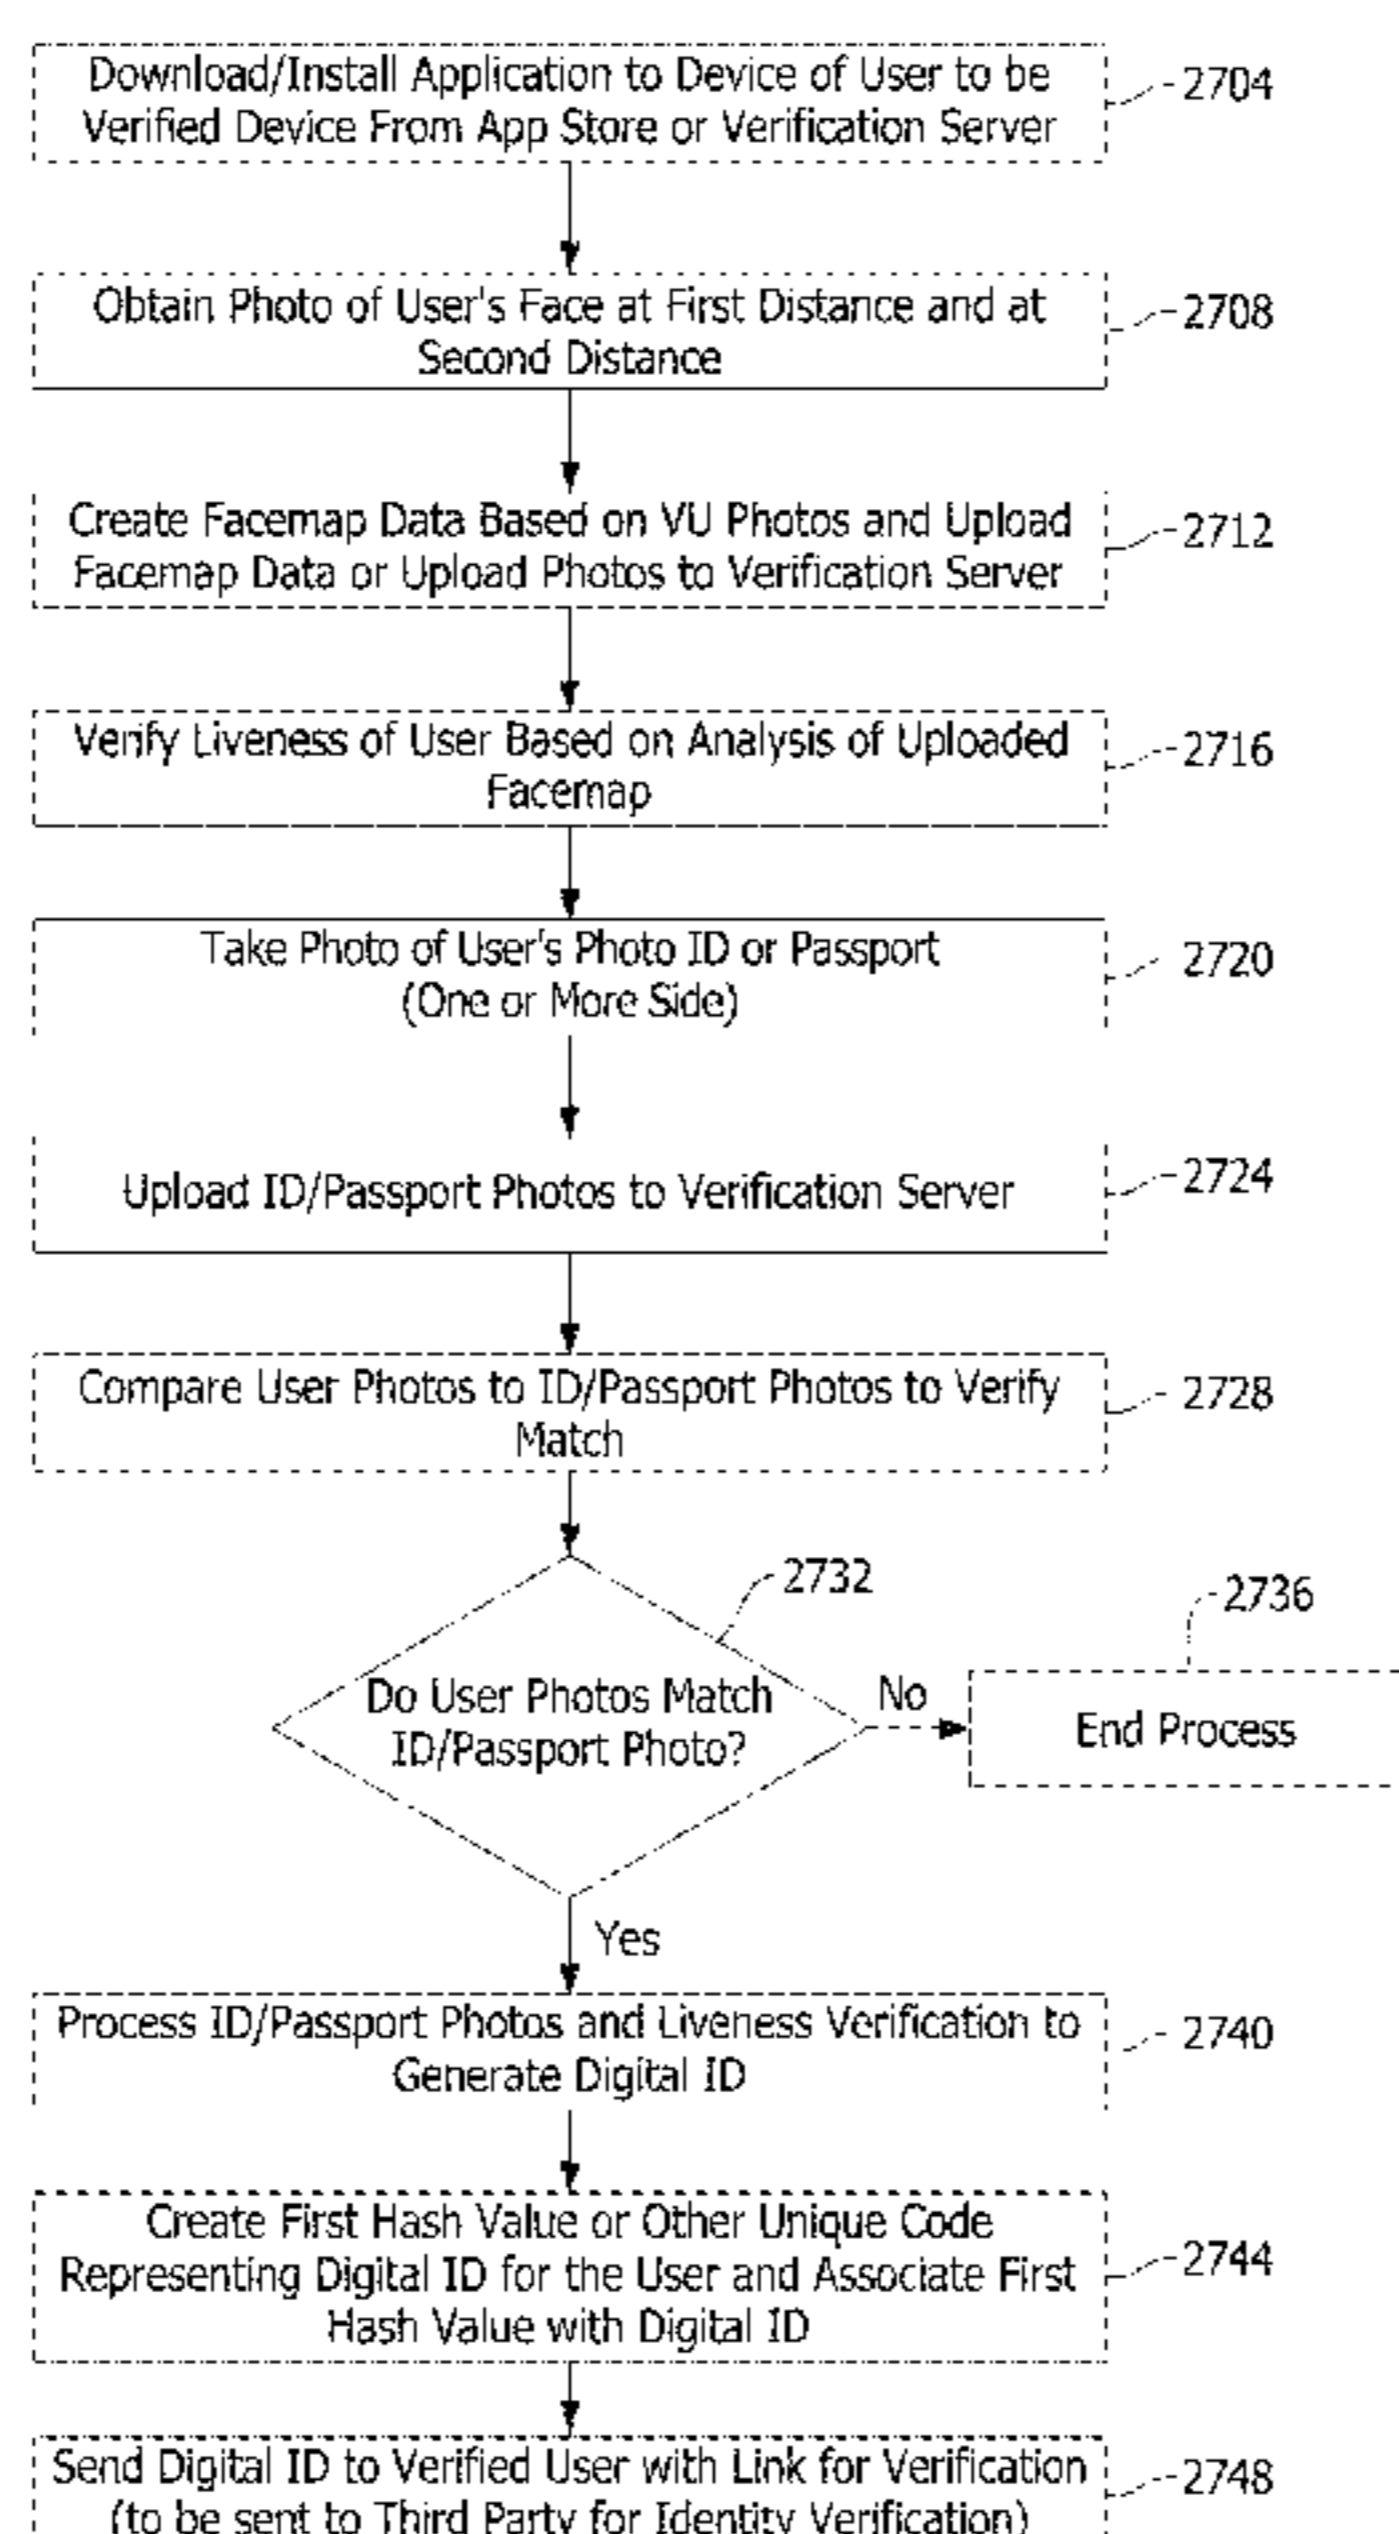 Download/Install Application to Device of User to be
Verified Device From App Store or Verification Server
2704
Obtain Photo of User's Face at First Distance and at
Second Distance
2708
Create Facemap Data Based on VU Photos and Upload
Facemap Data or Upload Photos to Verification Server
2712
Verify Liveness of User Based on Analysis of Uploaded
Facemap
2716
Take Photo of User's Photo ID or Passport
(One or More Side)
2720
Upload ID/Passport Photos to Verification Server
2724
Compare User Photos to ID/Passport Photos to Verify
Match
2728
2732
Do User Photos Match
ID/Passport Photo?
No
2736
End Process
Yes
Process ID/Passport Photos and Liveness Verification to
Generate Digital ID
2740
Create First Hash Value or Other Unique Code
Representing Digital ID for the User and Associate First
Hash Value with Digital ID
2744
Send Digital ID to Verified User with Link for Verification
(to be sent to Third Party for Identity Verification)
2748